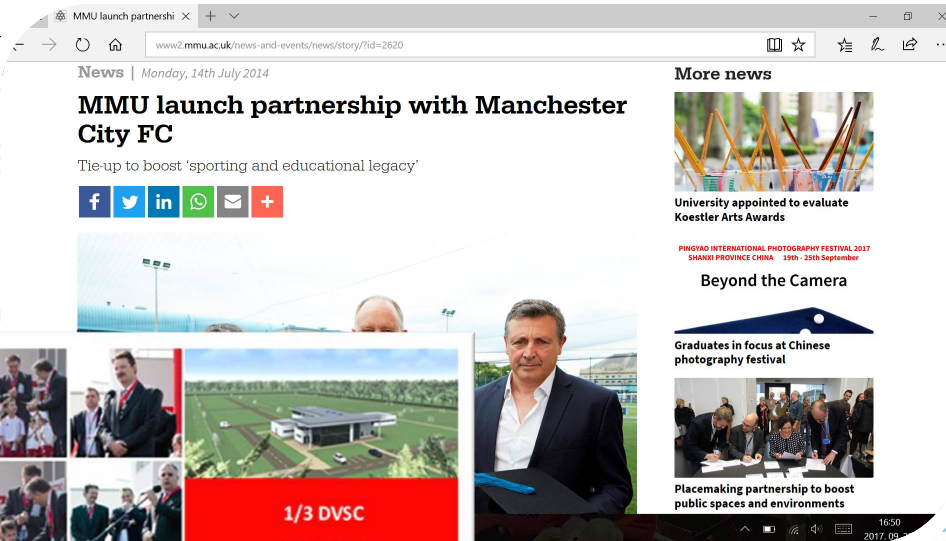 MMU launch partnershi
www2.mmu.ac.uk/news-and-events/news/story/?id=2620
News | Monday, 14th July 2014
MMU launch partnership with Manchester
City FC
Tie-up to boost ‘sporting and educational legacy’
More news
University appointed to evaluate
Koestler Arts Awards
PINGYAO INTERNATIONAL PHOTOGRAPHY FESTIVAL 2017
SHANXI PROVINCE CHINA 19th - 25th September
Beyond the Camera
Graduates in focus at Chinese
photography festival
Placemaking partnership to boost
public spaces and environments
1/3 DVSC
16:50
2017. 09.